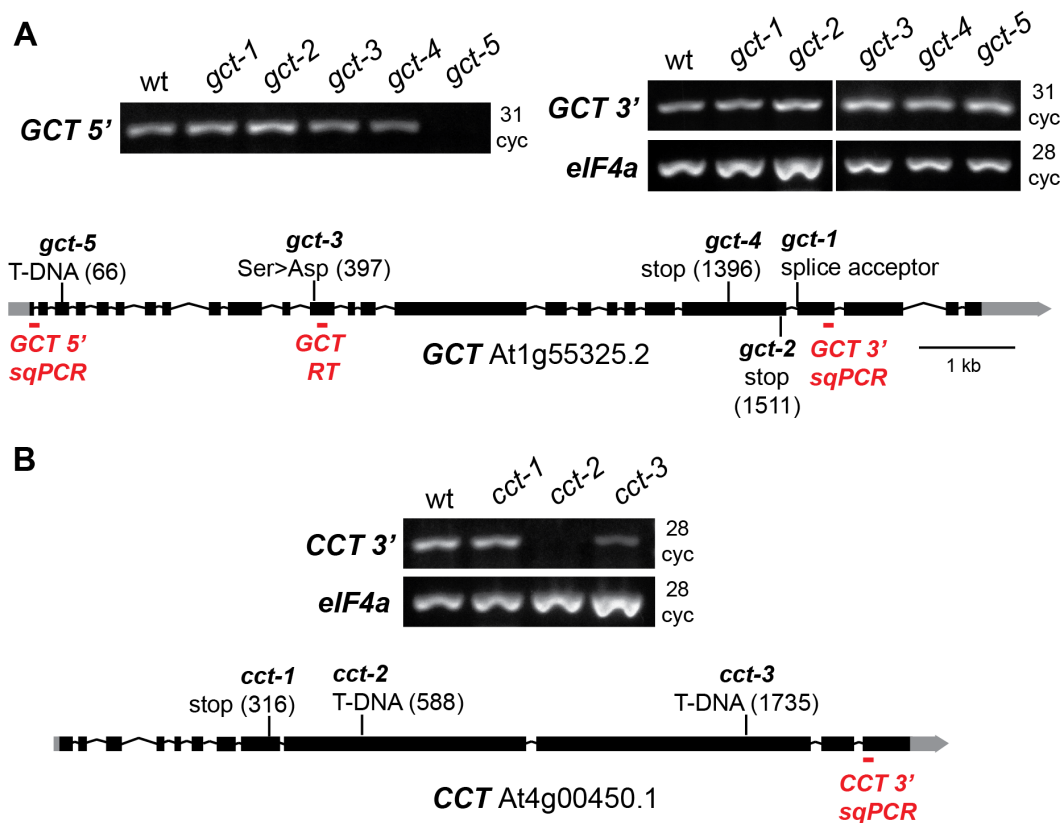 A
wt gct-1 gct-2 gct-3 gct-4 gct-5
GCT 5’
31
cyc
wt gct-1 gct-2 gct-3 gct-4 gct-5
GCT 3’
31
cyc
eIF4a
28
cyc
gct-5
T-DNA (66)
gct-3
Ser>Asp (397)
gct-4
stop (1396)
gct-1
splice acceptor
GCT 5’
sqPCR
GCT
RT
GCT At1g55325.2
gct-2
stop
(1511)
GCT 3’
sqPCR
1 kb
B
wt cct-1 cct-2 cct-3
CCT 3’
28
cyc
eIF4a
28
cyc
cct-1
stop (316)
cct-2
T-DNA (588)
cct-3
T-DNA (1735)
CCT At4g00450.1
CCT 3’
sqPCR